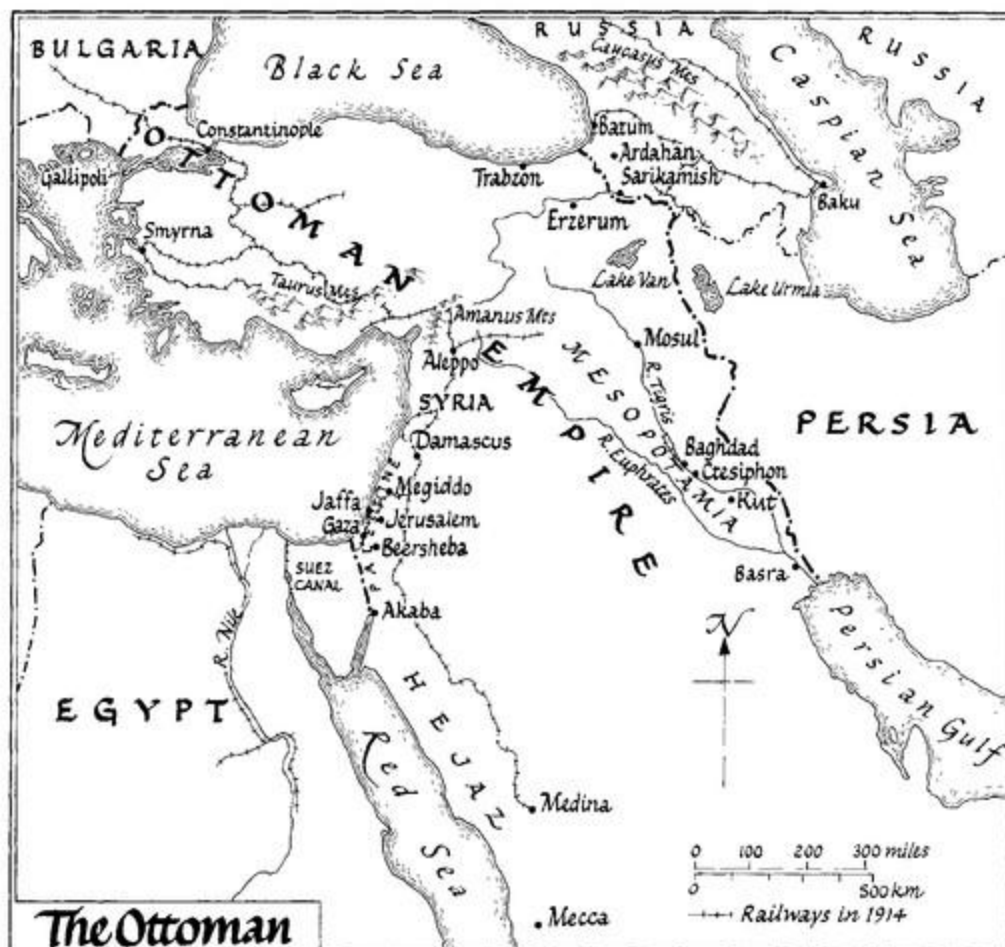 BULGARIA
Black Sea
RUSSIA
Caucasus Mts
RUSSIA
Caspian Sea
Constantinople
Gallipoli
OTTOMAN
Batum
Ardahan
Sarikamish
Trabzon
Erzerum
Baku
Smyrna
Taurus Mts
Lake Van
Lake Urmia
Amanus Mts
Aleppo
EMPIRE
Mosul
R. Tigris
MESOPOTAMIA
SYRIA
PERSIA
Mediterranean
Sea
Damascus
R. Euphrates
Baghdad
Ctesiphon
Kut
Megiddo
Jaffa
Jerusalem
Gaza
PALESTINE
Beersheba
SUEZ
CANAL
Basra
Akaba
N
R. Nile
Persian Gulf
EGYPT
HEJAZ
Red Sea
Medina
0 100 200 300 miles
0 500 km
Railways in 1914
Mecca
The Ottoman